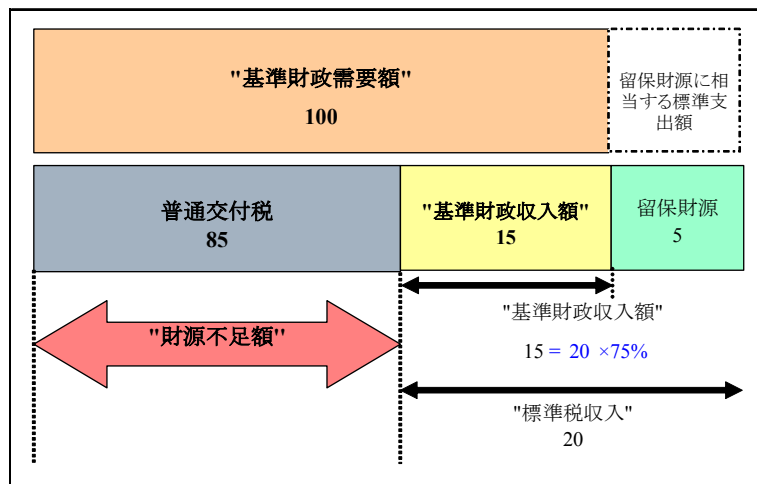 "基準財政需要額"
100
留保財源に相
当する標準支
出額
普通交付税
85
"基準財政収入額"
15
留保財源
5
"財源不足額"
"基準財政収入額"
15 = 20 ×75%
"標準税収入"
20